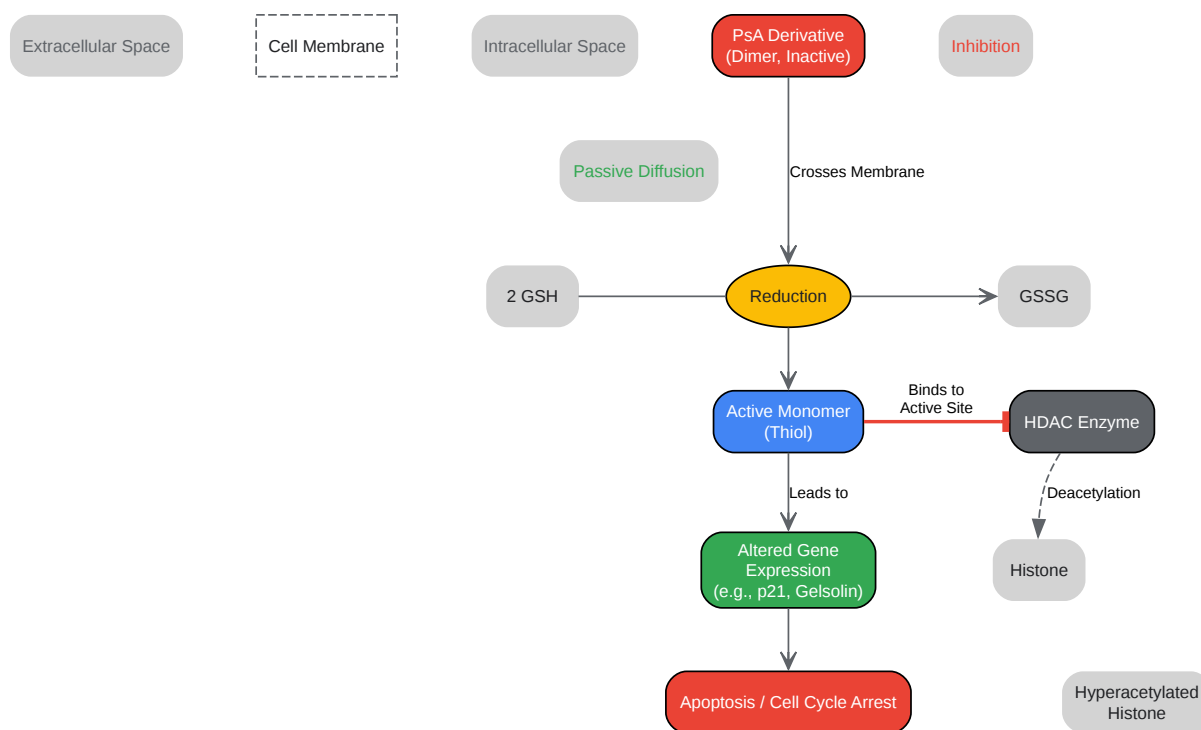 Extracellular Space
Cell Membrane
Intracellular Space
PsA Derivative
(Dimer, Inactive)
Inhibition
Passive Diffusion
Crosses Membrane
2 GSH
Reduction
GSSG
Active Monomer
(Thiol)
Binds to
Active Site
HDAC Enzyme
Leads to
Deacetylation
Altered Gene
Expression
(e.g., p21, Gelsolin)
Histone
Apoptosis / Cell Cycle Arrest
Hyperacetylated
Histone